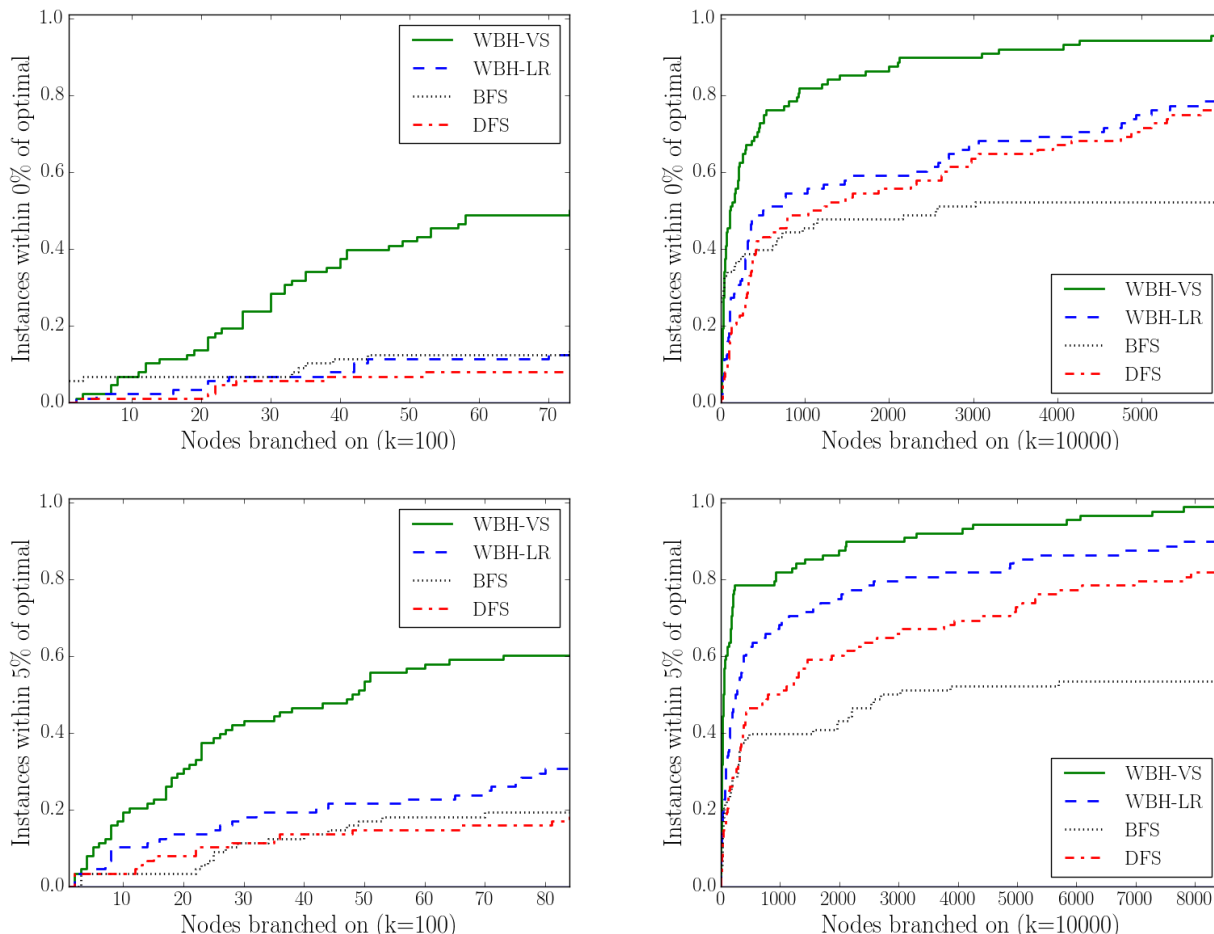 Instances within 0% of optimal
1.0
0.8
0.6
0.4
0.2
0.0
WBH-VS
WBH-LR
BFS
DFS
10 20 30 40 50 60 70
Nodes branched on (k=100)
Instances within 0% of optimal
1.0
0.8
0.6
0.4
0.2
0.0
WBH-VS
WBH-LR
BFS
DFS
0 1000 2000 3000 4000 5000
Nodes branched on (k=10000)
Instances within 5% of optimal
1.0
0.8
0.6
0.4
0.2
0.0
WBH-VS
WBH-LR
BFS
DFS
10 20 30 40 50 60 70 80
Nodes branched on (k=100)
Instances within 5% of optimal
1.0
0.8
0.6
0.4
0.2
0.0
WBH-VS
WBH-LR
BFS
DFS
0 1000 2000 3000 4000 5000 6000 7000 8000
Nodes branched on (k=10000)